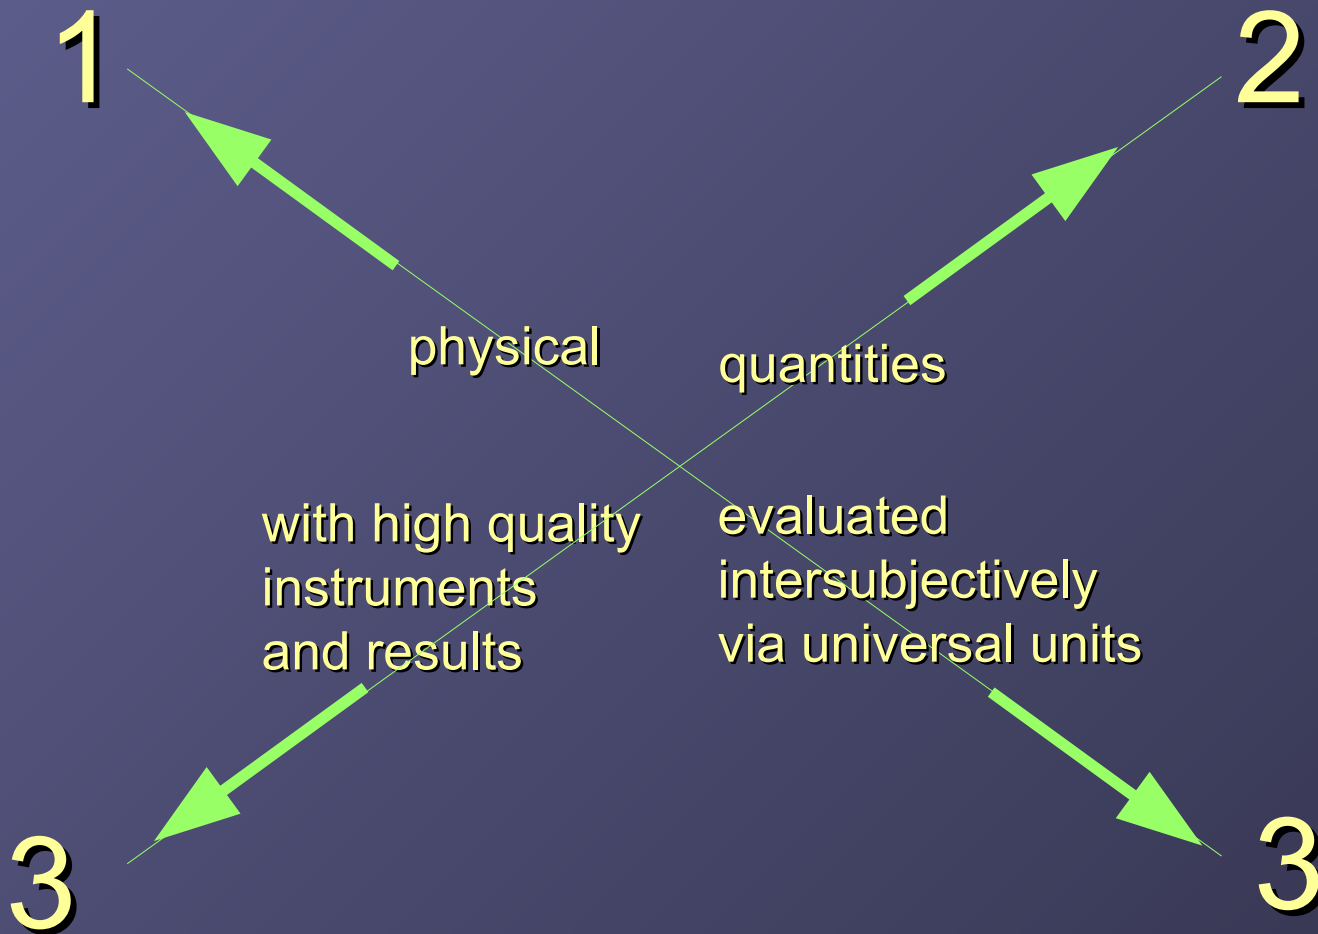 1
2
physical
quantities
with high quality
instruments
and results
evaluated
intersubjectively
via universal units
3
3